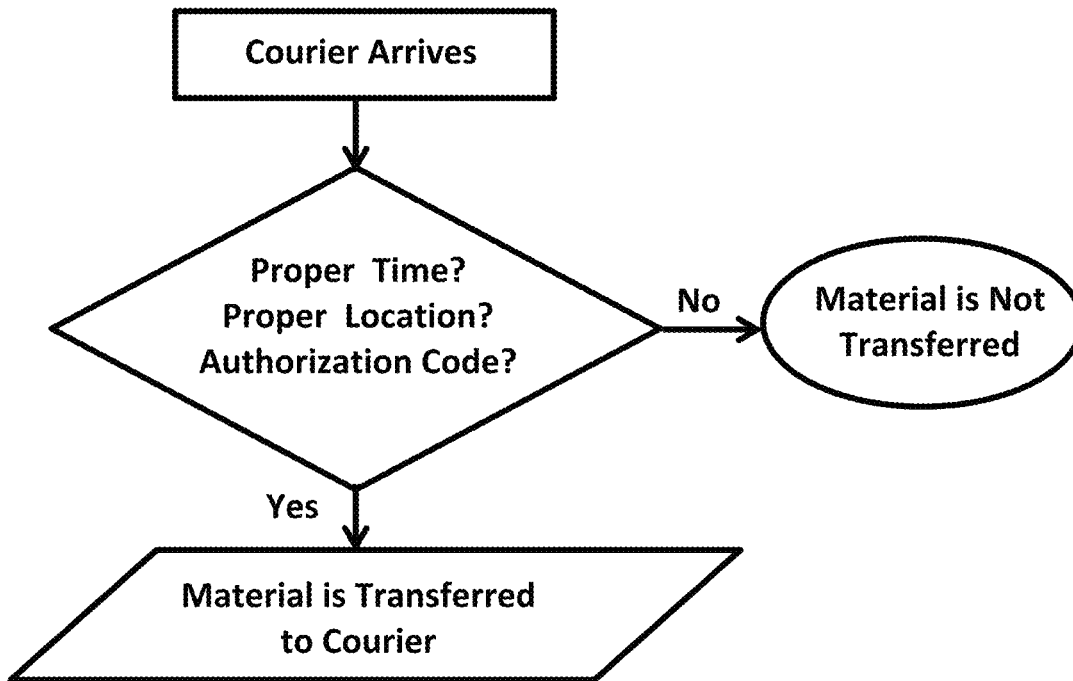 Courier Arrives
Proper Time?
Proper Location?
Authorization Code?
No
Material is Not
Transferred
Yes
Material is Transferred
to Courier